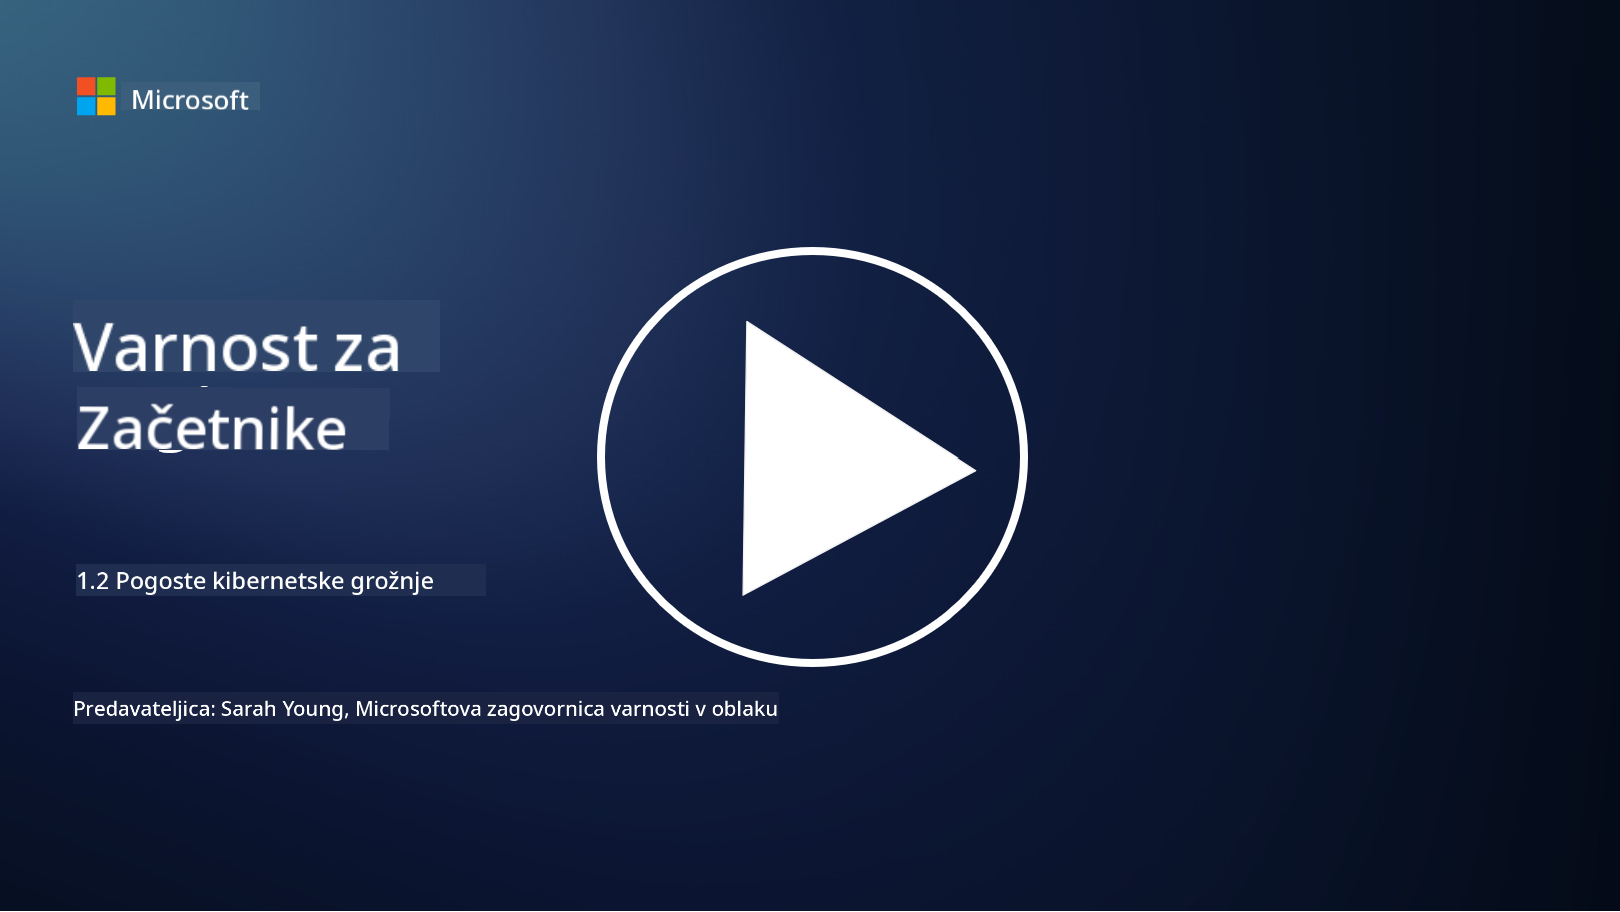 Microsoft
Varnost za
Začetnike
1.2 Pogoste kibernetske grožnje
Predavateljica: Sarah Young, Microsoftova zagovornica varnosti v oblaku